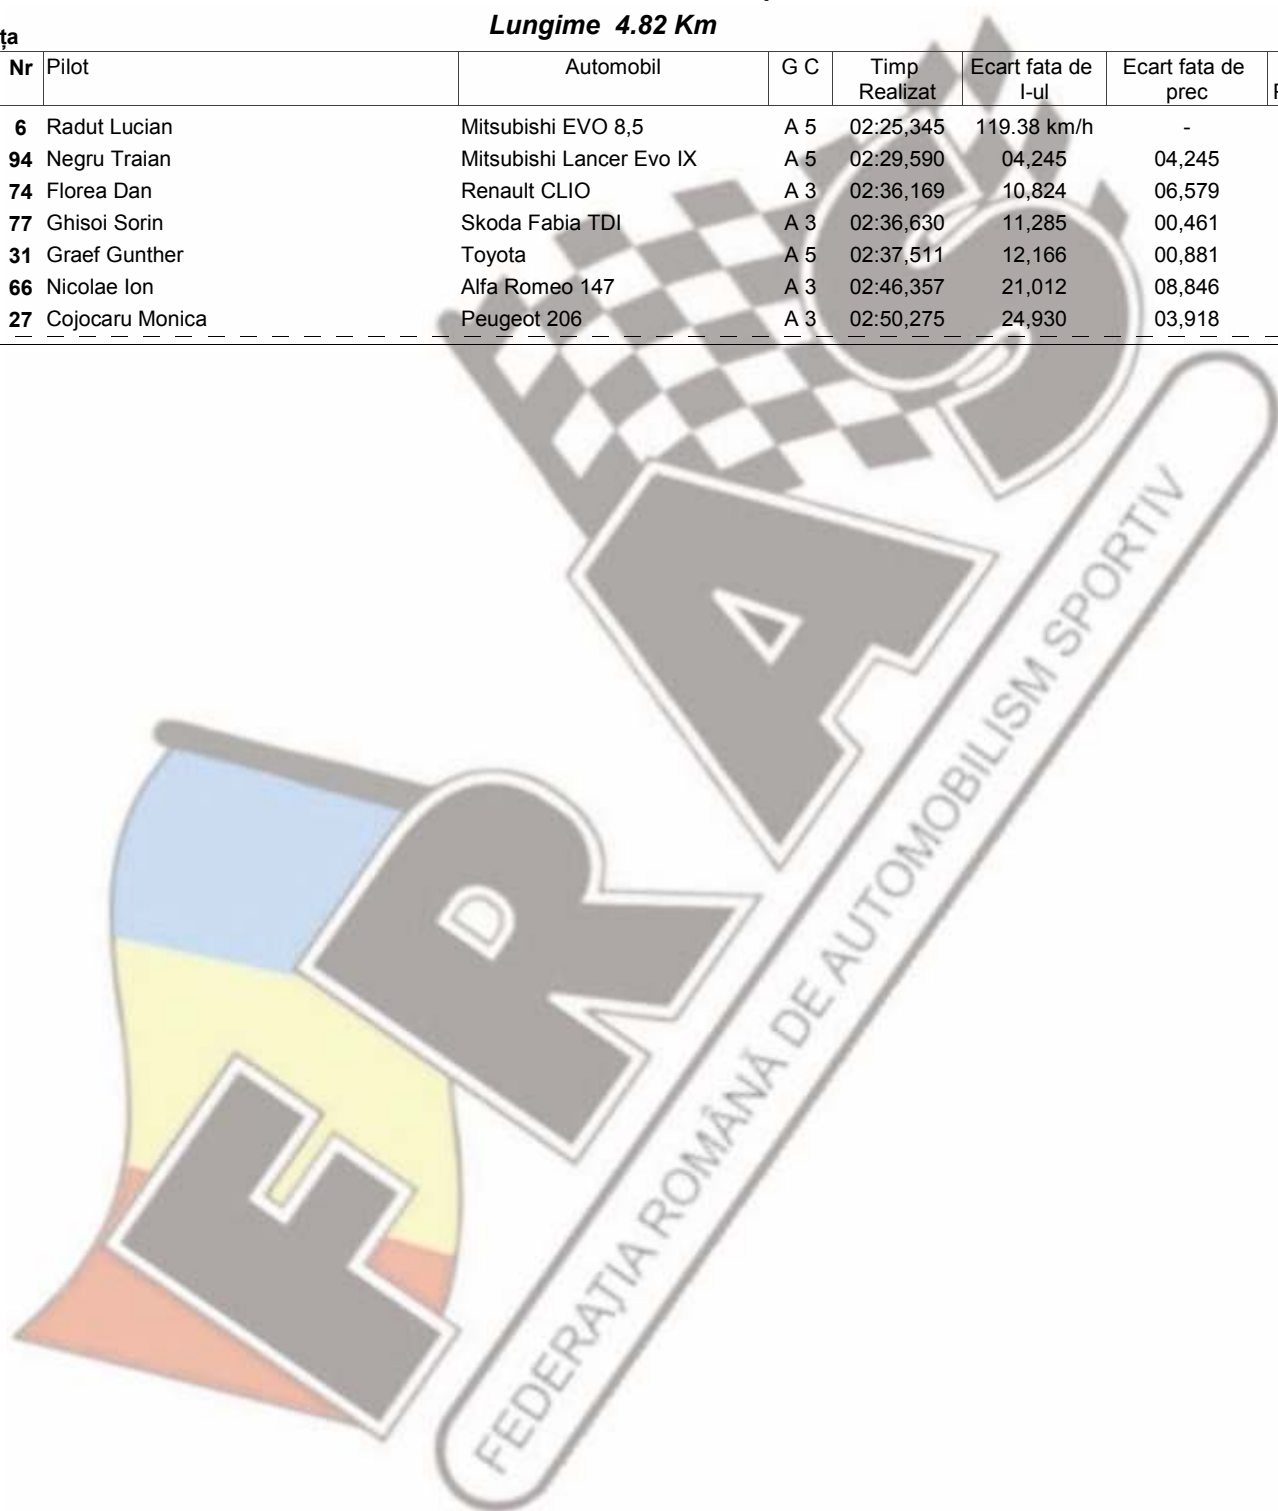 Lungime 4.82 Km
ța
Nr Pilot Automobil G C Timp Realizat Ecart fata de I-ul Ecart fata de prec
6 Radut Lucian Mitsubishi EVO 8,5 A 5 02:25,345 119.38 km/h -
94 Negru Traian Mitsubishi Lancer Evo IX A 5 02:29,590 04,245 04,245
74 Florea Dan Renault CLIO A 3 02:36,169 10,824 06,579
77 Ghisoi Sorin Skoda Fabia TDI A 3 02:36,630 11,285 00,461
31 Graef Gunther Toyota A 5 02:37,511 12,166 00,881
66 Nicolae Ion Alfa Romeo 147 A 3 02:46,357 21,012 08,846
27 Cojocaru Monica Peugeot 206 A 3 02:50,275 24,930 03,918
FRAS
FEDERAȚIA ROMÂNĂ DE AUTOMOBILISM SPORTIV